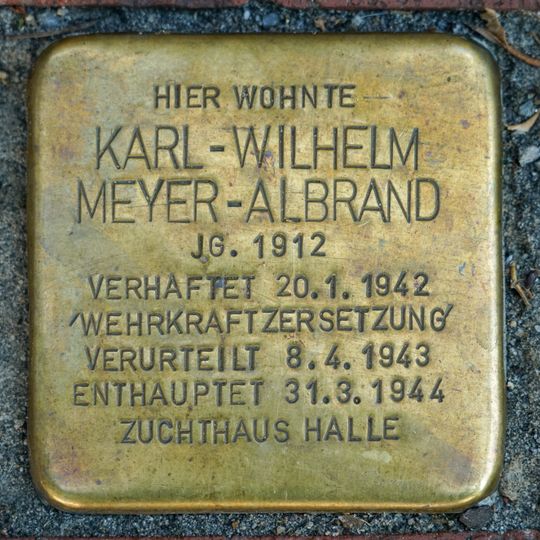 HIER WOHNTE
KARL-WILHELM
MEYER-ALBRAND
JG. 1912
VERHAFTET 20.1.1942
'WEHRKRAFTZERSETZUNG'
VERURTEILT 8.4.1943
ENTHAUPTET 31.3.1944
ZUCHTHAUS HALLE